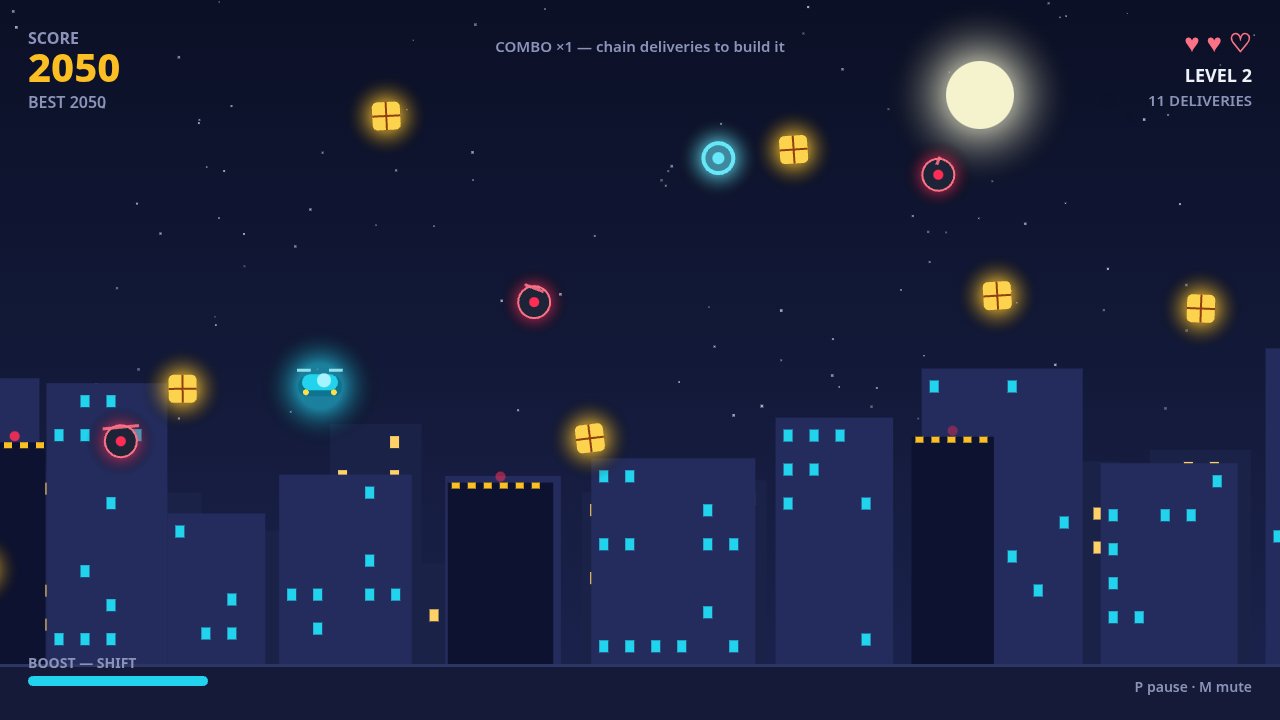 SCORE
2050
BEST 2050
COMBO ×1 — chain deliveries to build it
♥ ♥ ♡
LEVEL 2
11 DELIVERIES
BOOST — SHIFT
P pause · M mute